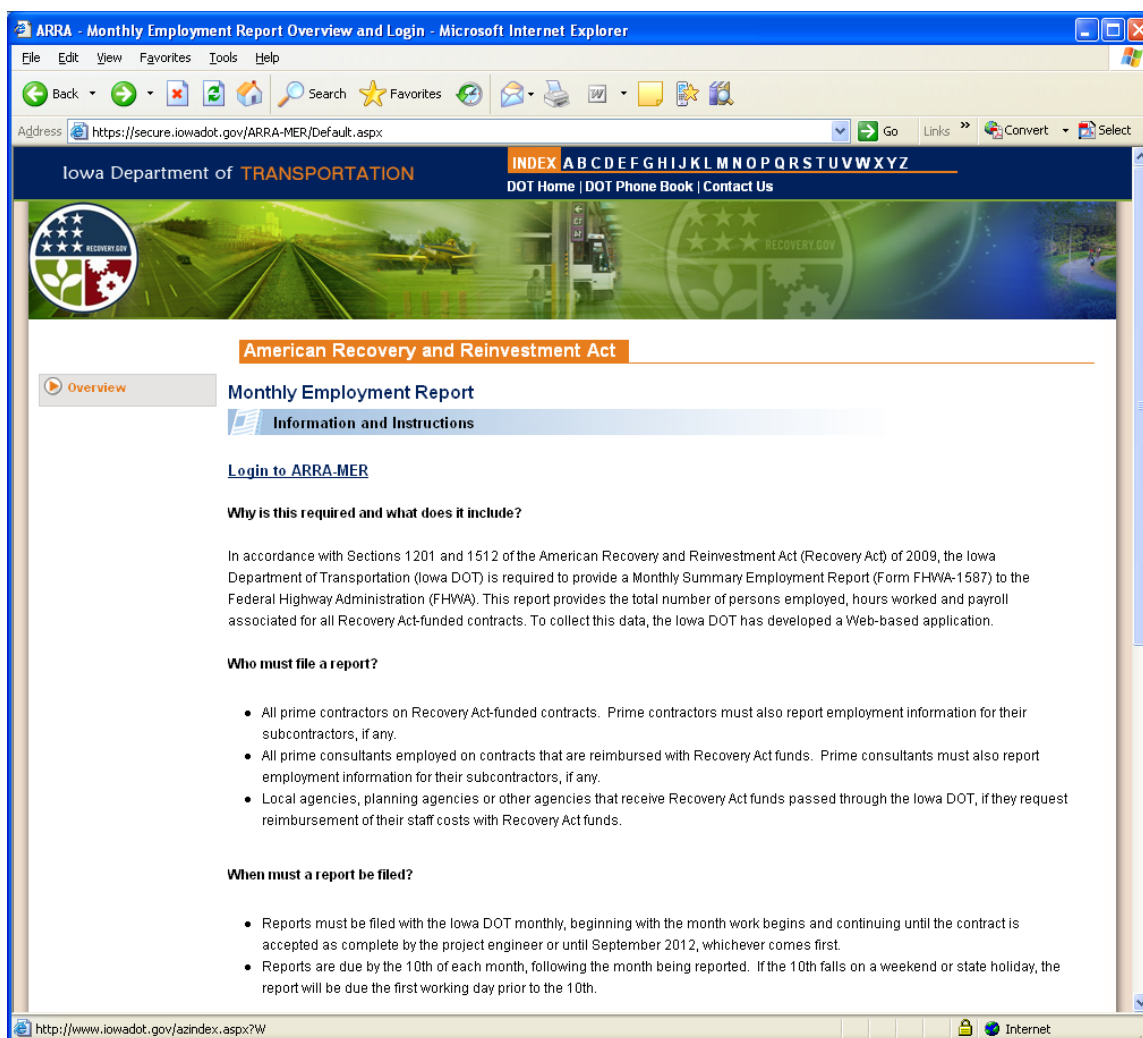 ARRA - Monthly Employment Report Overview and Login - Microsoft Internet Explorer
File Edit View Favorites Tools Help
Back Search Favorites
Address https://secure.iowadot.gov/ARRA-MER/Default.aspx Go Links » Convert Select
Iowa Department of TRANSPORTATION
INDEX A B C D E F G H I J K L M N O P Q R S T U V W X Y Z
DOT Home | DOT Phone Book | Contact Us
RECOVERY.GOV
RECOVERY.GOV
American Recovery and Reinvestment Act
Overview
Monthly Employment Report
Information and Instructions
Login to ARRA-MER
Why is this required and what does it include?
In accordance with Sections 1201 and 1512 of the American Recovery and Reinvestment Act (Recovery Act) of 2009, the Iowa
Department of Transportation (Iowa DOT) is required to provide a Monthly Summary Employment Report (Form FHWA-1587) to the
Federal Highway Administration (FHWA). This report provides the total number of persons employed, hours worked and payroll
associated for all Recovery Act-funded contracts. To collect this data, the Iowa DOT has developed a Web-based application.
Who must file a report?
• All prime contractors on Recovery Act-funded contracts. Prime contractors must also report employment information for their
subcontractors, if any.
• All prime consultants employed on contracts that are reimbursed with Recovery Act funds. Prime consultants must also report
employment information for their subcontractors, if any.
• Local agencies, planning agencies or other agencies that receive Recovery Act funds passed through the Iowa DOT, if they request
reimbursement of their staff costs with Recovery Act funds.
When must a report be filed?
• Reports must be filed with the Iowa DOT monthly, beginning with the month work begins and continuing until the contract is
accepted as complete by the project engineer or until September 2012, whichever comes first.
• Reports are due by the 10th of each month, following the month being reported. If the 10th falls on a weekend or state holiday, the
report will be due the first working day prior to the 10th.
http://www.iowadot.gov/azindex.aspx?W Internet